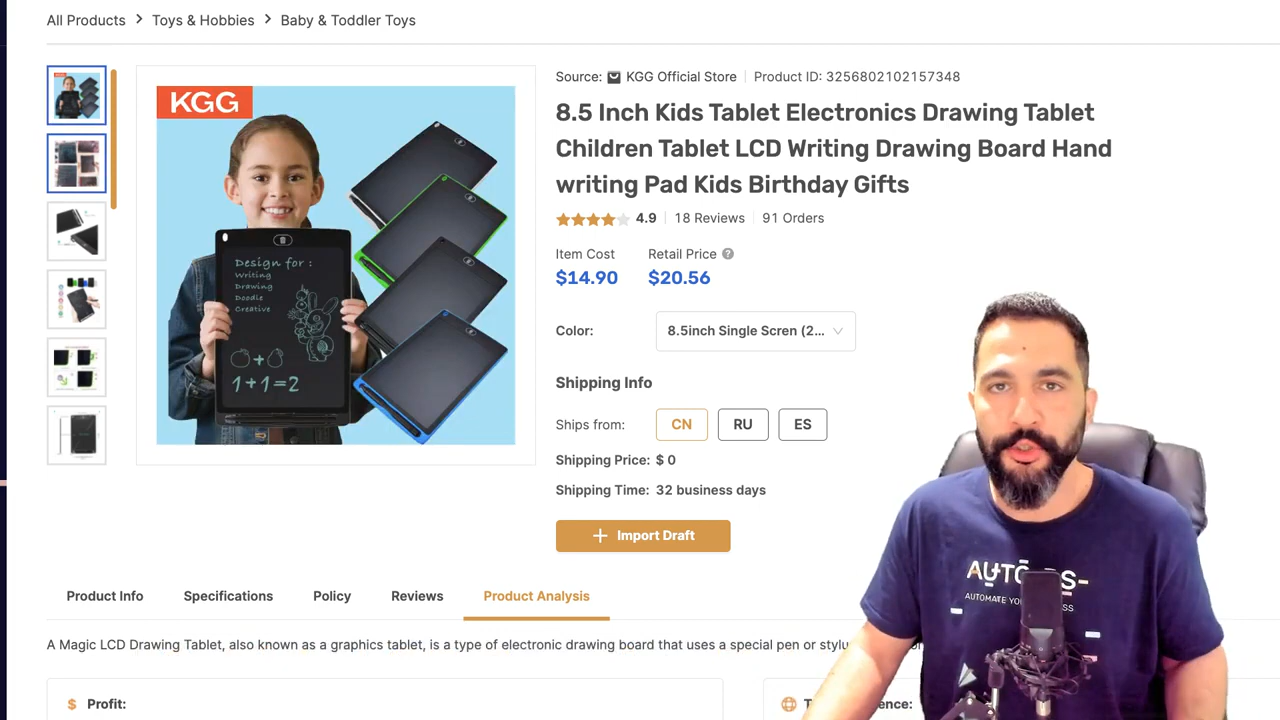 All Products > Toys & Hobbies > Baby & Toddler Toys
KGG
Design for :
Writing
Drawing
Doodle
Creative
1+1=2
Source: KGG Official Store | Product ID: 3256802102157348
8.5 Inch Kids Tablet Electronics Drawing Tablet
Children Tablet LCD Writing Drawing Board Hand
writing Pad Kids Birthday Gifts
4.9 | 18 Reviews | 91 Orders
Item Cost Retail Price ?
$14.90 $20.56
Color: 8.5inch Single Scren (2...
Shipping Info
Ships from: CN RU ES
Shipping Price: $ 0
Shipping Time: 32 business days
+ Import Draft
Product Info Specifications Policy Reviews Product Analysis
A Magic LCD Drawing Tablet, also known as a graphics tablet, is a type of electronic drawing board that uses a special pen or
$ Profit:
AUTO DS
AUTOMATE